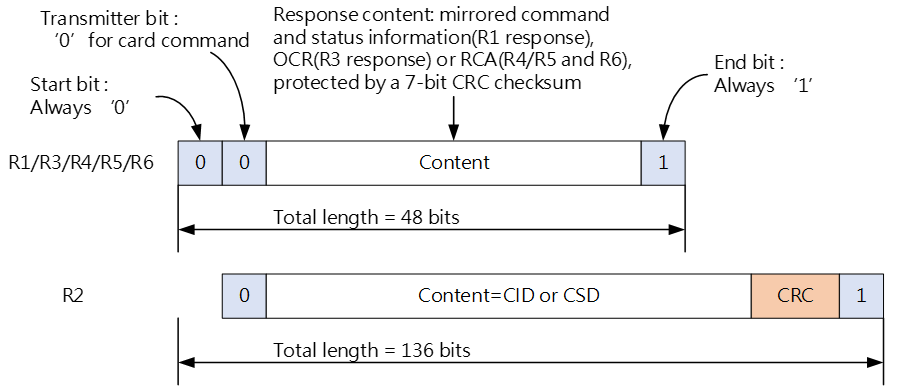 Transmitter bit :
‘0’ for card command
Response content: mirrored command
and status information(R1 response),
OCR(R3 response) or RCA(R4/R5 and R6),
protected by a 7-bit CRC checksum
Start bit :
Always ‘0’
End bit :
Always ‘1’
R1/R3/R4/R5/R6
0
0
Content
1
Total length = 48 bits
R2
0
Content=CID or CSD
CRC
1
Total length = 136 bits